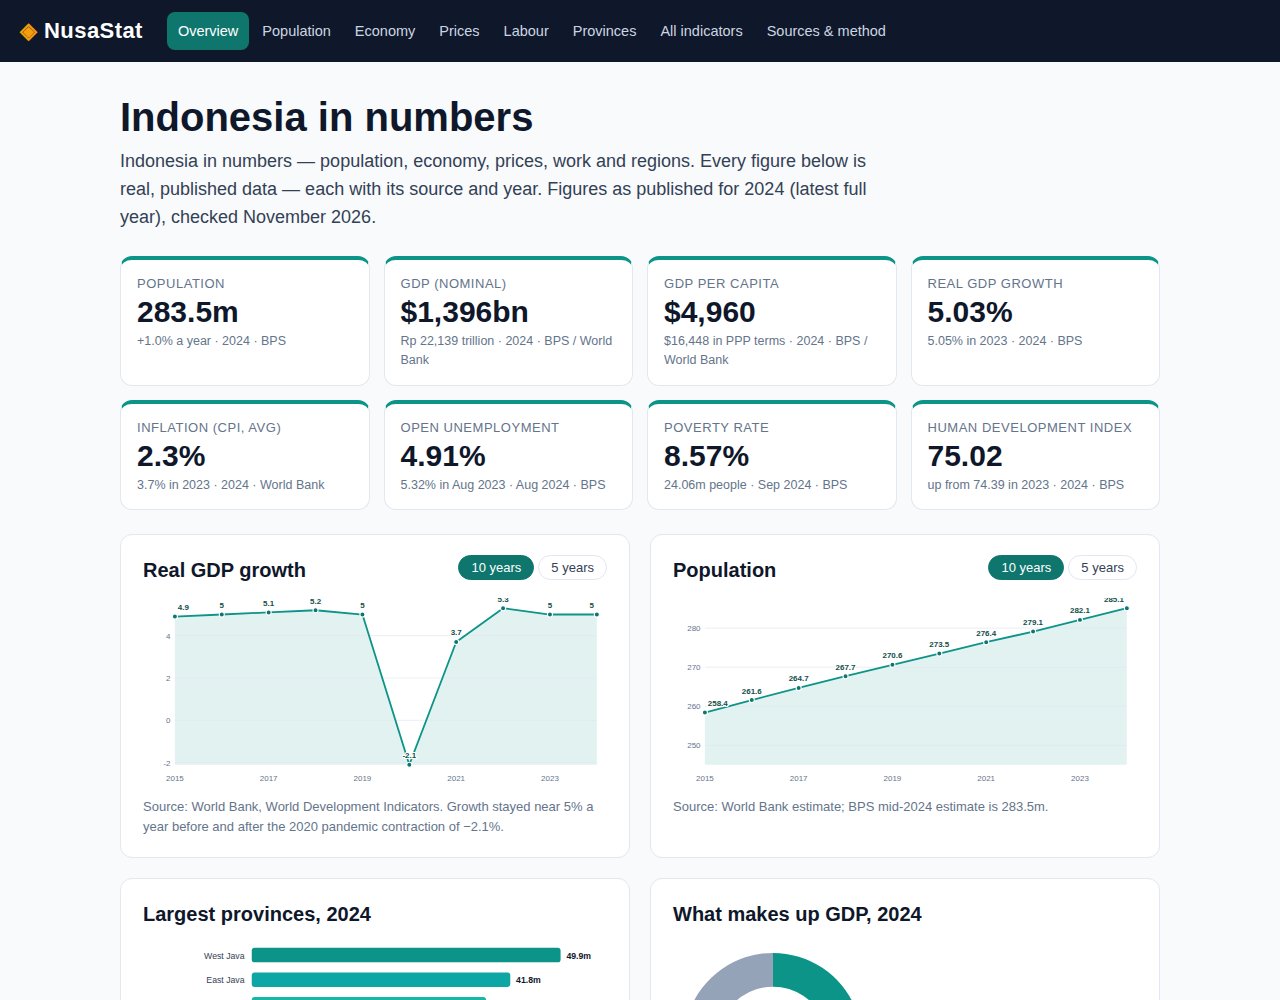 NusaStat
Overview
Population
Economy
Prices
Labour
Provinces
All indicators
Sources & method
Indonesia in numbers
Indonesia in numbers — population, economy, prices, work and regions. Every figure below is
real, published data — each with its source and year. Figures as published for 2024 (latest full
year), checked November 2026.
POPULATION
283.5m
+1.0% a year · 2024 · BPS
GDP (NOMINAL)
$1,396bn
Rp 22,139 trillion · 2024 · BPS / World
Bank
GDP PER CAPITA
$4,960
$16,448 in PPP terms · 2024 · BPS /
World Bank
REAL GDP GROWTH
5.03%
5.05% in 2023 · 2024 · BPS
INFLATION (CPI, AVG)
2.3%
3.7% in 2023 · 2024 · World Bank
OPEN UNEMPLOYMENT
4.91%
5.32% in Aug 2023 · Aug 2024 · BPS
POVERTY RATE
8.57%
24.06m people · Sep 2024 · BPS
HUMAN DEVELOPMENT INDEX
75.02
up from 74.39 in 2023 · 2024 · BPS
Real GDP growth
10 years
5 years
4.9
5
5.1
5.2
5
-2.1
3.7
5.3
5
5
4
2
0
-2
2015
2017
2019
2021
2023
Source: World Bank, World Development Indicators. Growth stayed near 5% a
year before and after the 2020 pandemic contraction of −2.1%.
Population
10 years
5 years
258.4
261.6
264.7
267.7
270.6
273.5
276.4
279.1
282.1
285.1
280
270
260
250
2015
2017
2019
2021
2023
Source: World Bank estimate; BPS mid-2024 estimate is 283.5m.
Largest provinces, 2024
West Java
49.9m
East Java
41.8m
What makes up GDP, 2024